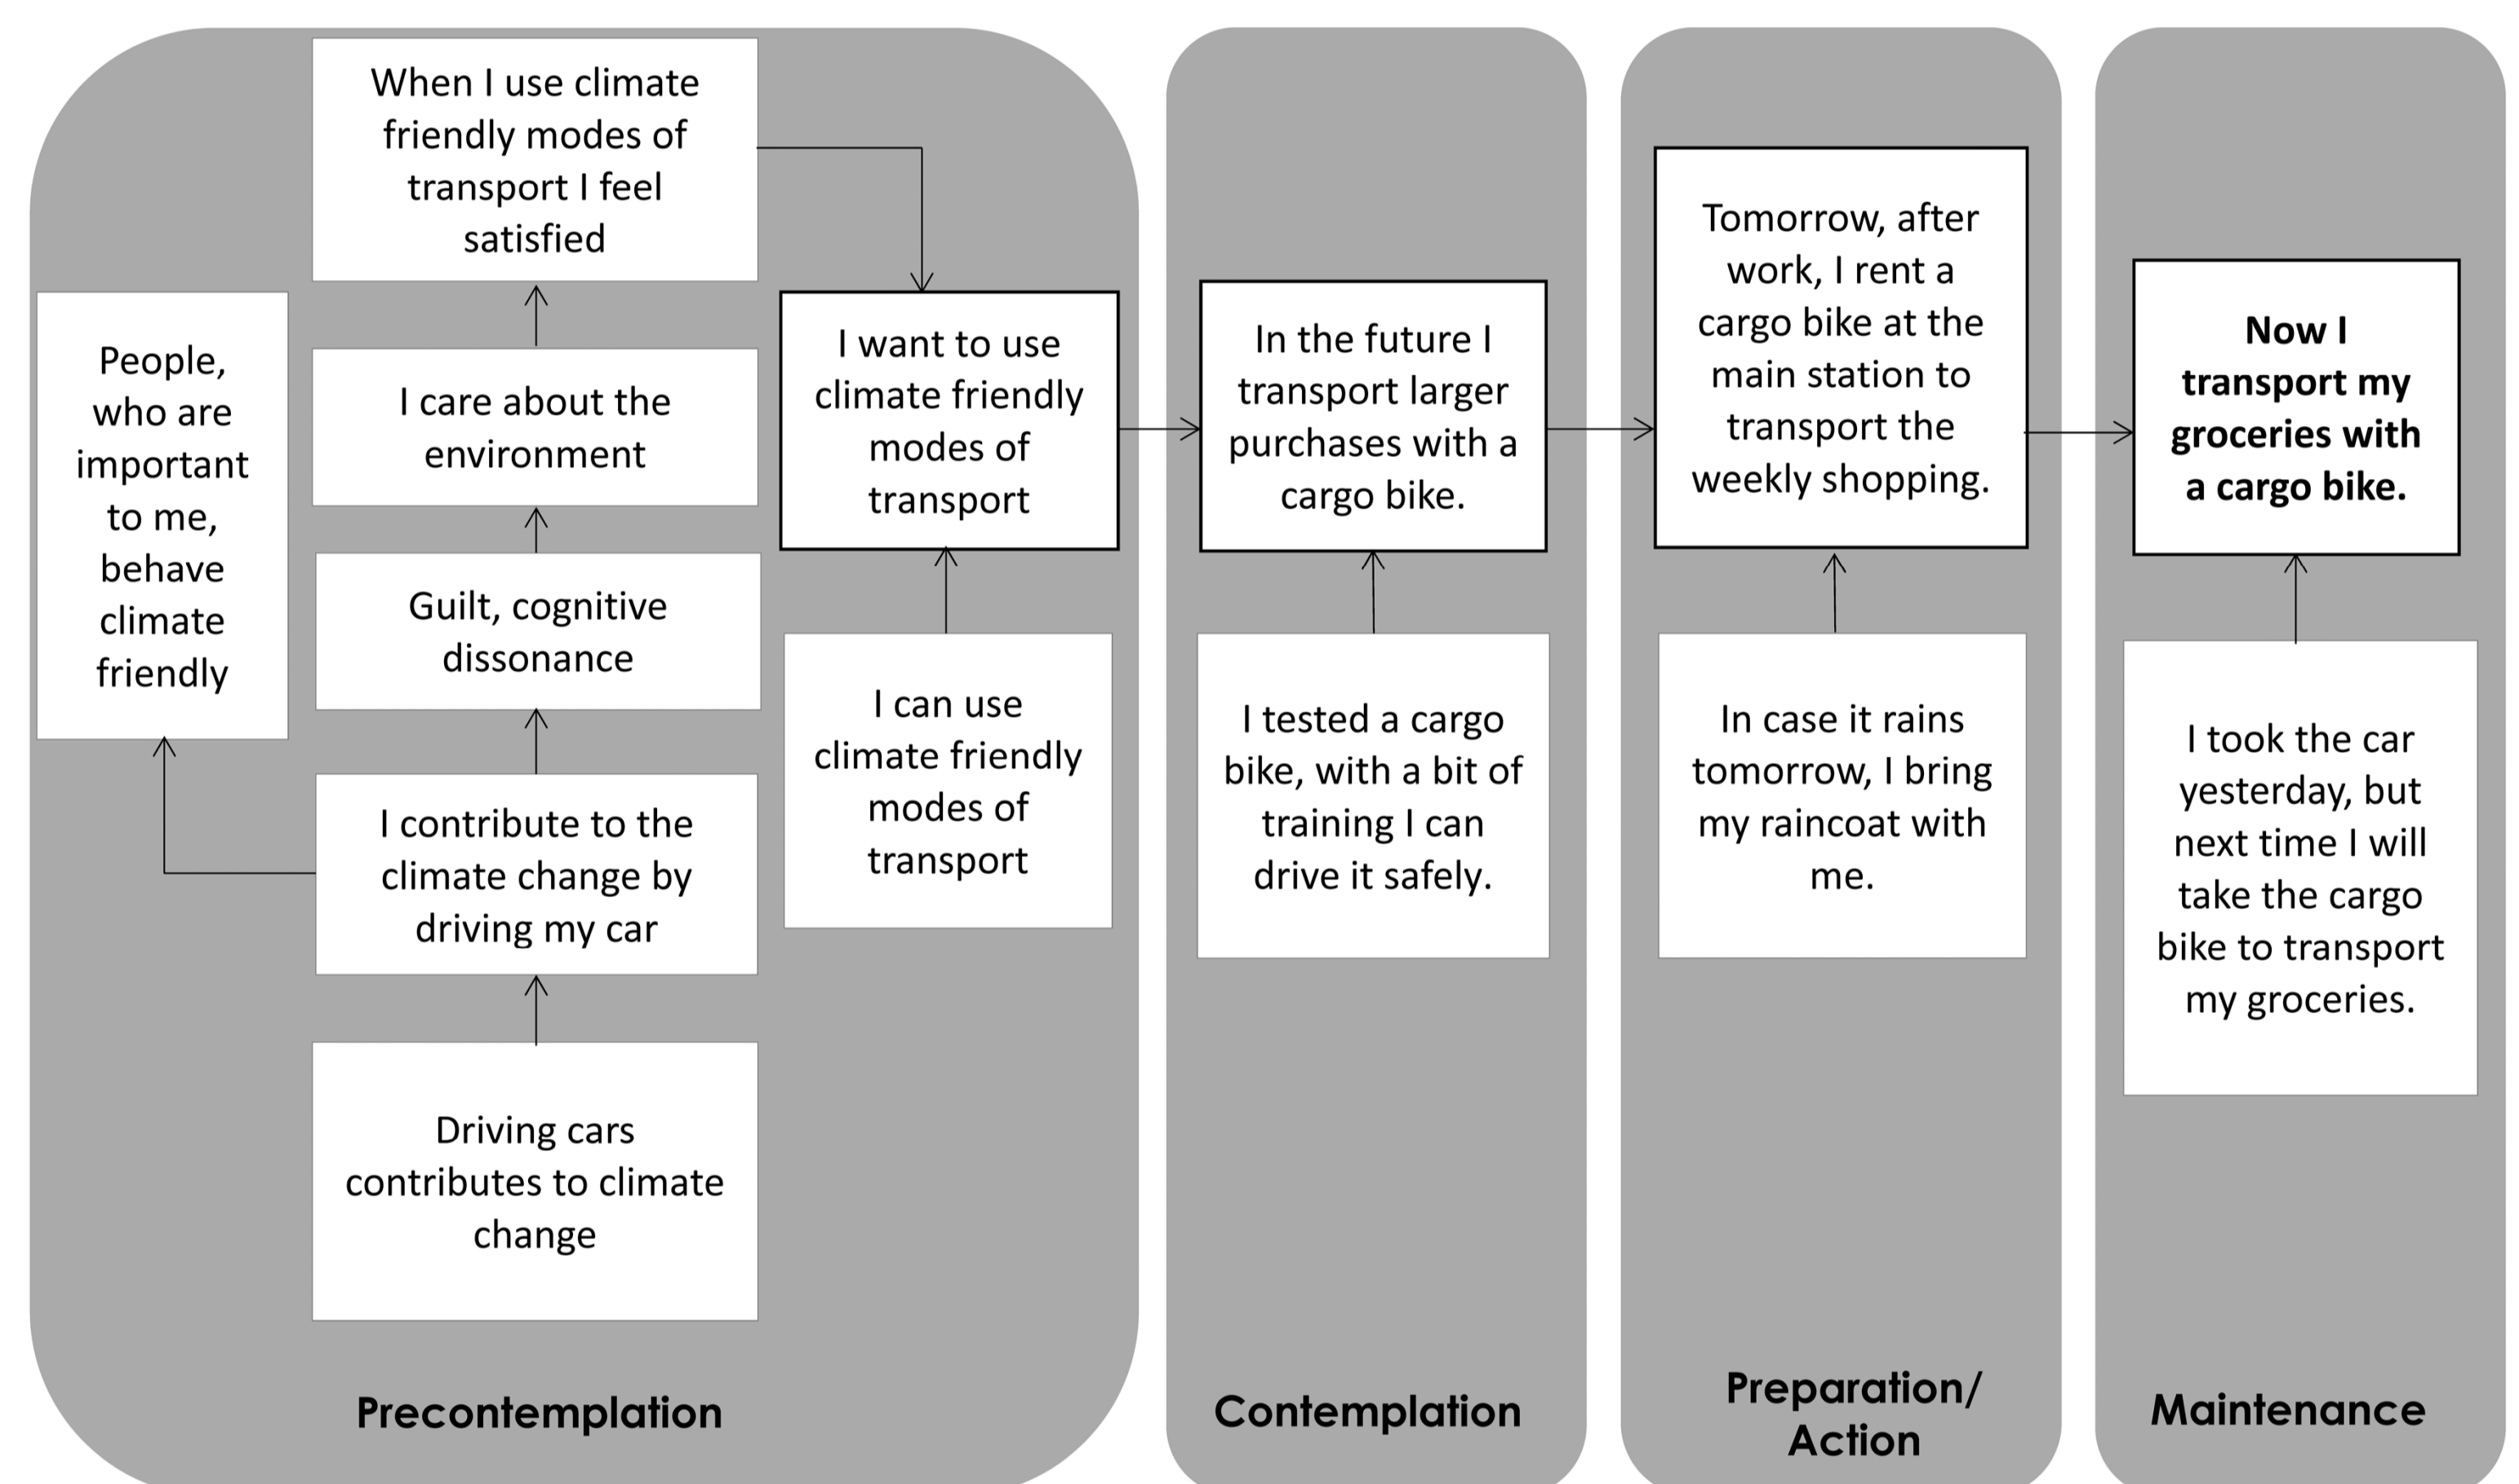 When I use climate
friendly modes of
transport I feel
satisfied
People,
who are
important
to me,
behave
climate
friendly
I care about the
environment
Guilt, cognitive
dissonance
I contribute to the
climate change by
driving my car
Driving cars
contributes to climate
change
I want to use
climate friendly
modes of
transport
I can use
climate friendly
modes of
transport
Precontemplation
In the future I
transport larger
purchases with a
cargo bike.
I tested a cargo
bike, with a bit of
training I can
drive it safely.
Contemplation
Tomorrow, after
work, I rent a
cargo bike at the
main station to
transport the
weekly shopping.
In case it rains
tomorrow, I bring
my raincoat with
me.
Preparation/
Action
Now I
transport my
groceries with
a cargo bike.
I took the car
yesterday, but
next time I will
take the cargo
bike to transport
my groceries.
Maintenance